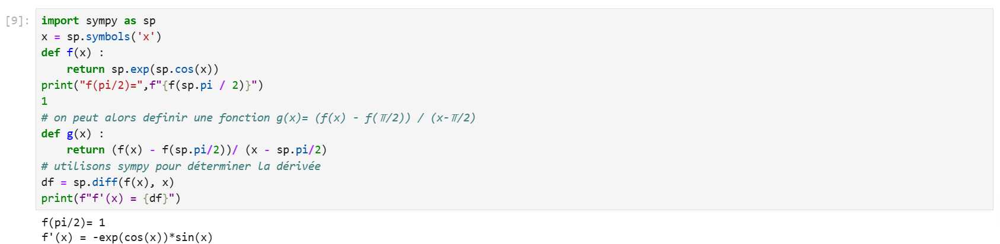 [9]: import sympy as sp
x = sp.symbols('x')
def f(x) :
    return sp.exp(sp.cos(x))
print("f(pi/2)=",f"{f(sp.pi / 2)}")
1
# on peut alors definir une fonction g(x)= (f(x) - f(π/2)) / (x-π/2)
def g(x) :
    return (f(x) - f(sp.pi/2))/ (x - sp.pi/2)
# utilisons sympy pour déterminer la dérivée
df = sp.diff(f(x), x)
print(f"f'(x) = {df}")
f(pi/2)= 1
f'(x) = -exp(cos(x))*sin(x)